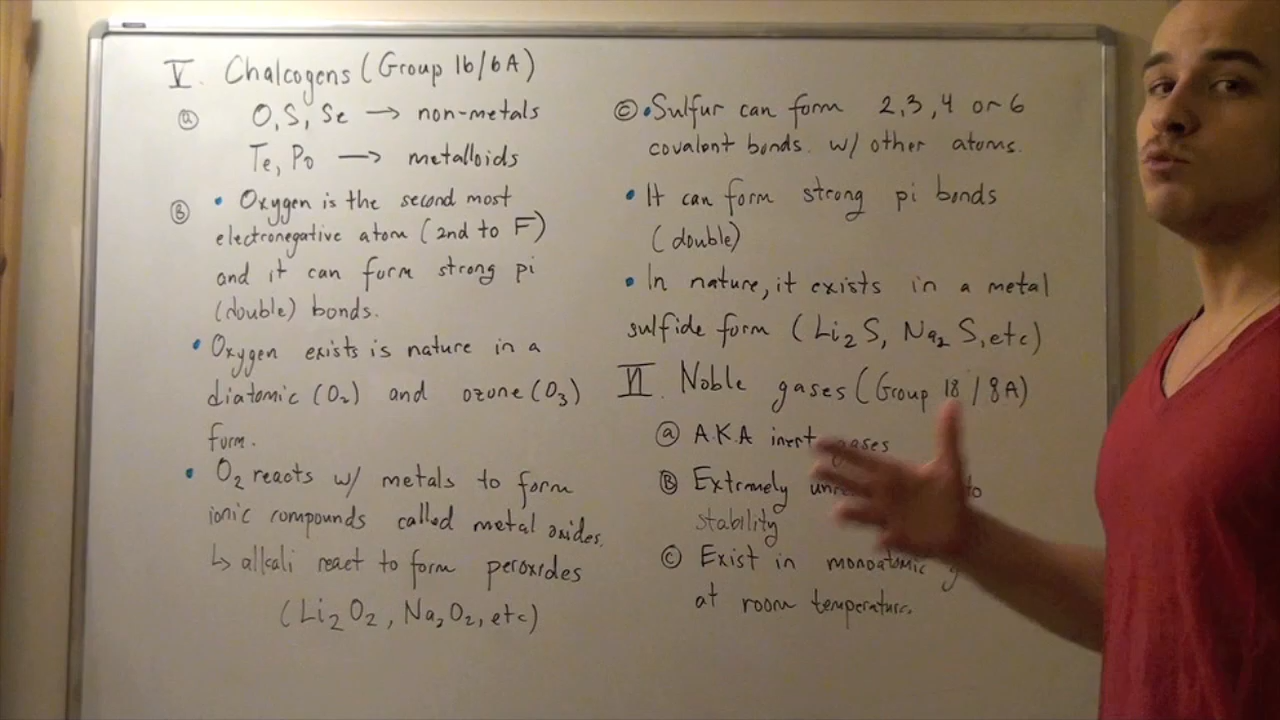 V. Chalcogens (Group 16/6A)
ⓐ O, S, Se → non-metals
Te, Po → metalloids
Ⓑ • Oxygen is the second most
electronegative atom (2nd to F)
and it can form strong pi
(double) bonds.
• Oxygen exists is nature in a
diatomic (O₂) and ozone (O₃)
form.
• O₂ reacts w/ metals to form
ionic compounds called metal oxides.
↳ alkali react to form peroxides
(Li₂O₂, Na₂O₂, etc)
Ⓒ • Sulfur can form 2,3,4 or 6
covalent bonds. w/ other atoms.
• It can form strong pi bonds
(double)
• In nature, it exists in a metal
sulfide form (Li₂S, Na₂S, etc)
VI. Noble gases (Group 18/8A)
ⓐ A.K.A inert gases
Ⓑ Extremely to
stability
Ⓒ Exist in monoatomic
at room temperature.